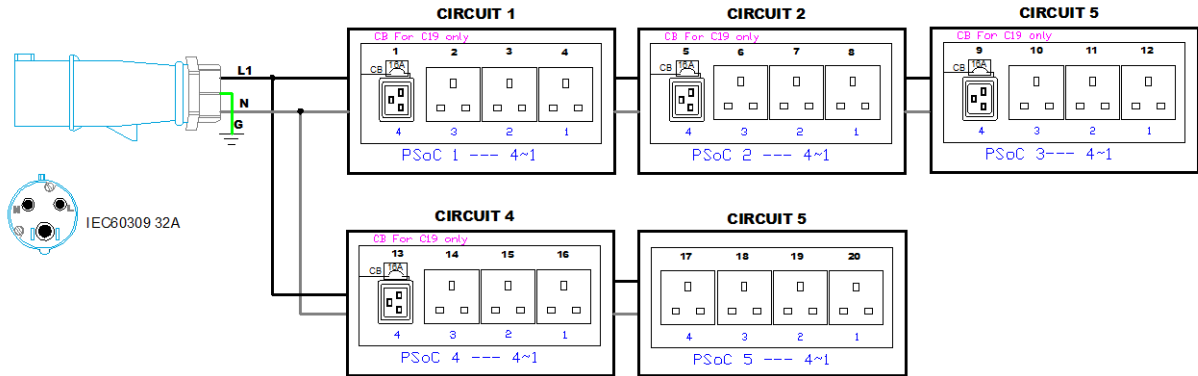 CIRCUIT 1
CIRCUIT 2
CIRCUIT 5
CB For C19 only
CB For C19 only
CB For C19 only
1 2 3 4
5 6 7 8
9 10 11 12
L1
CB 16A
CB 16A
CB 16A
N
G
4 3 2 1
4 3 2 1
4 3 2 1
PSoC 1 --- 4~1
PSoC 2 --- 4~1
PSoC 3--- 4~1
N L
IEC60309 32A
CIRCUIT 4
CIRCUIT 5
CB For C19 only
13 14 15 16
17 18 19 20
CB 16A
4 3 2 1
4 3 2 1
PSoC 4 --- 4~1
PSoC 5 --- 4~1